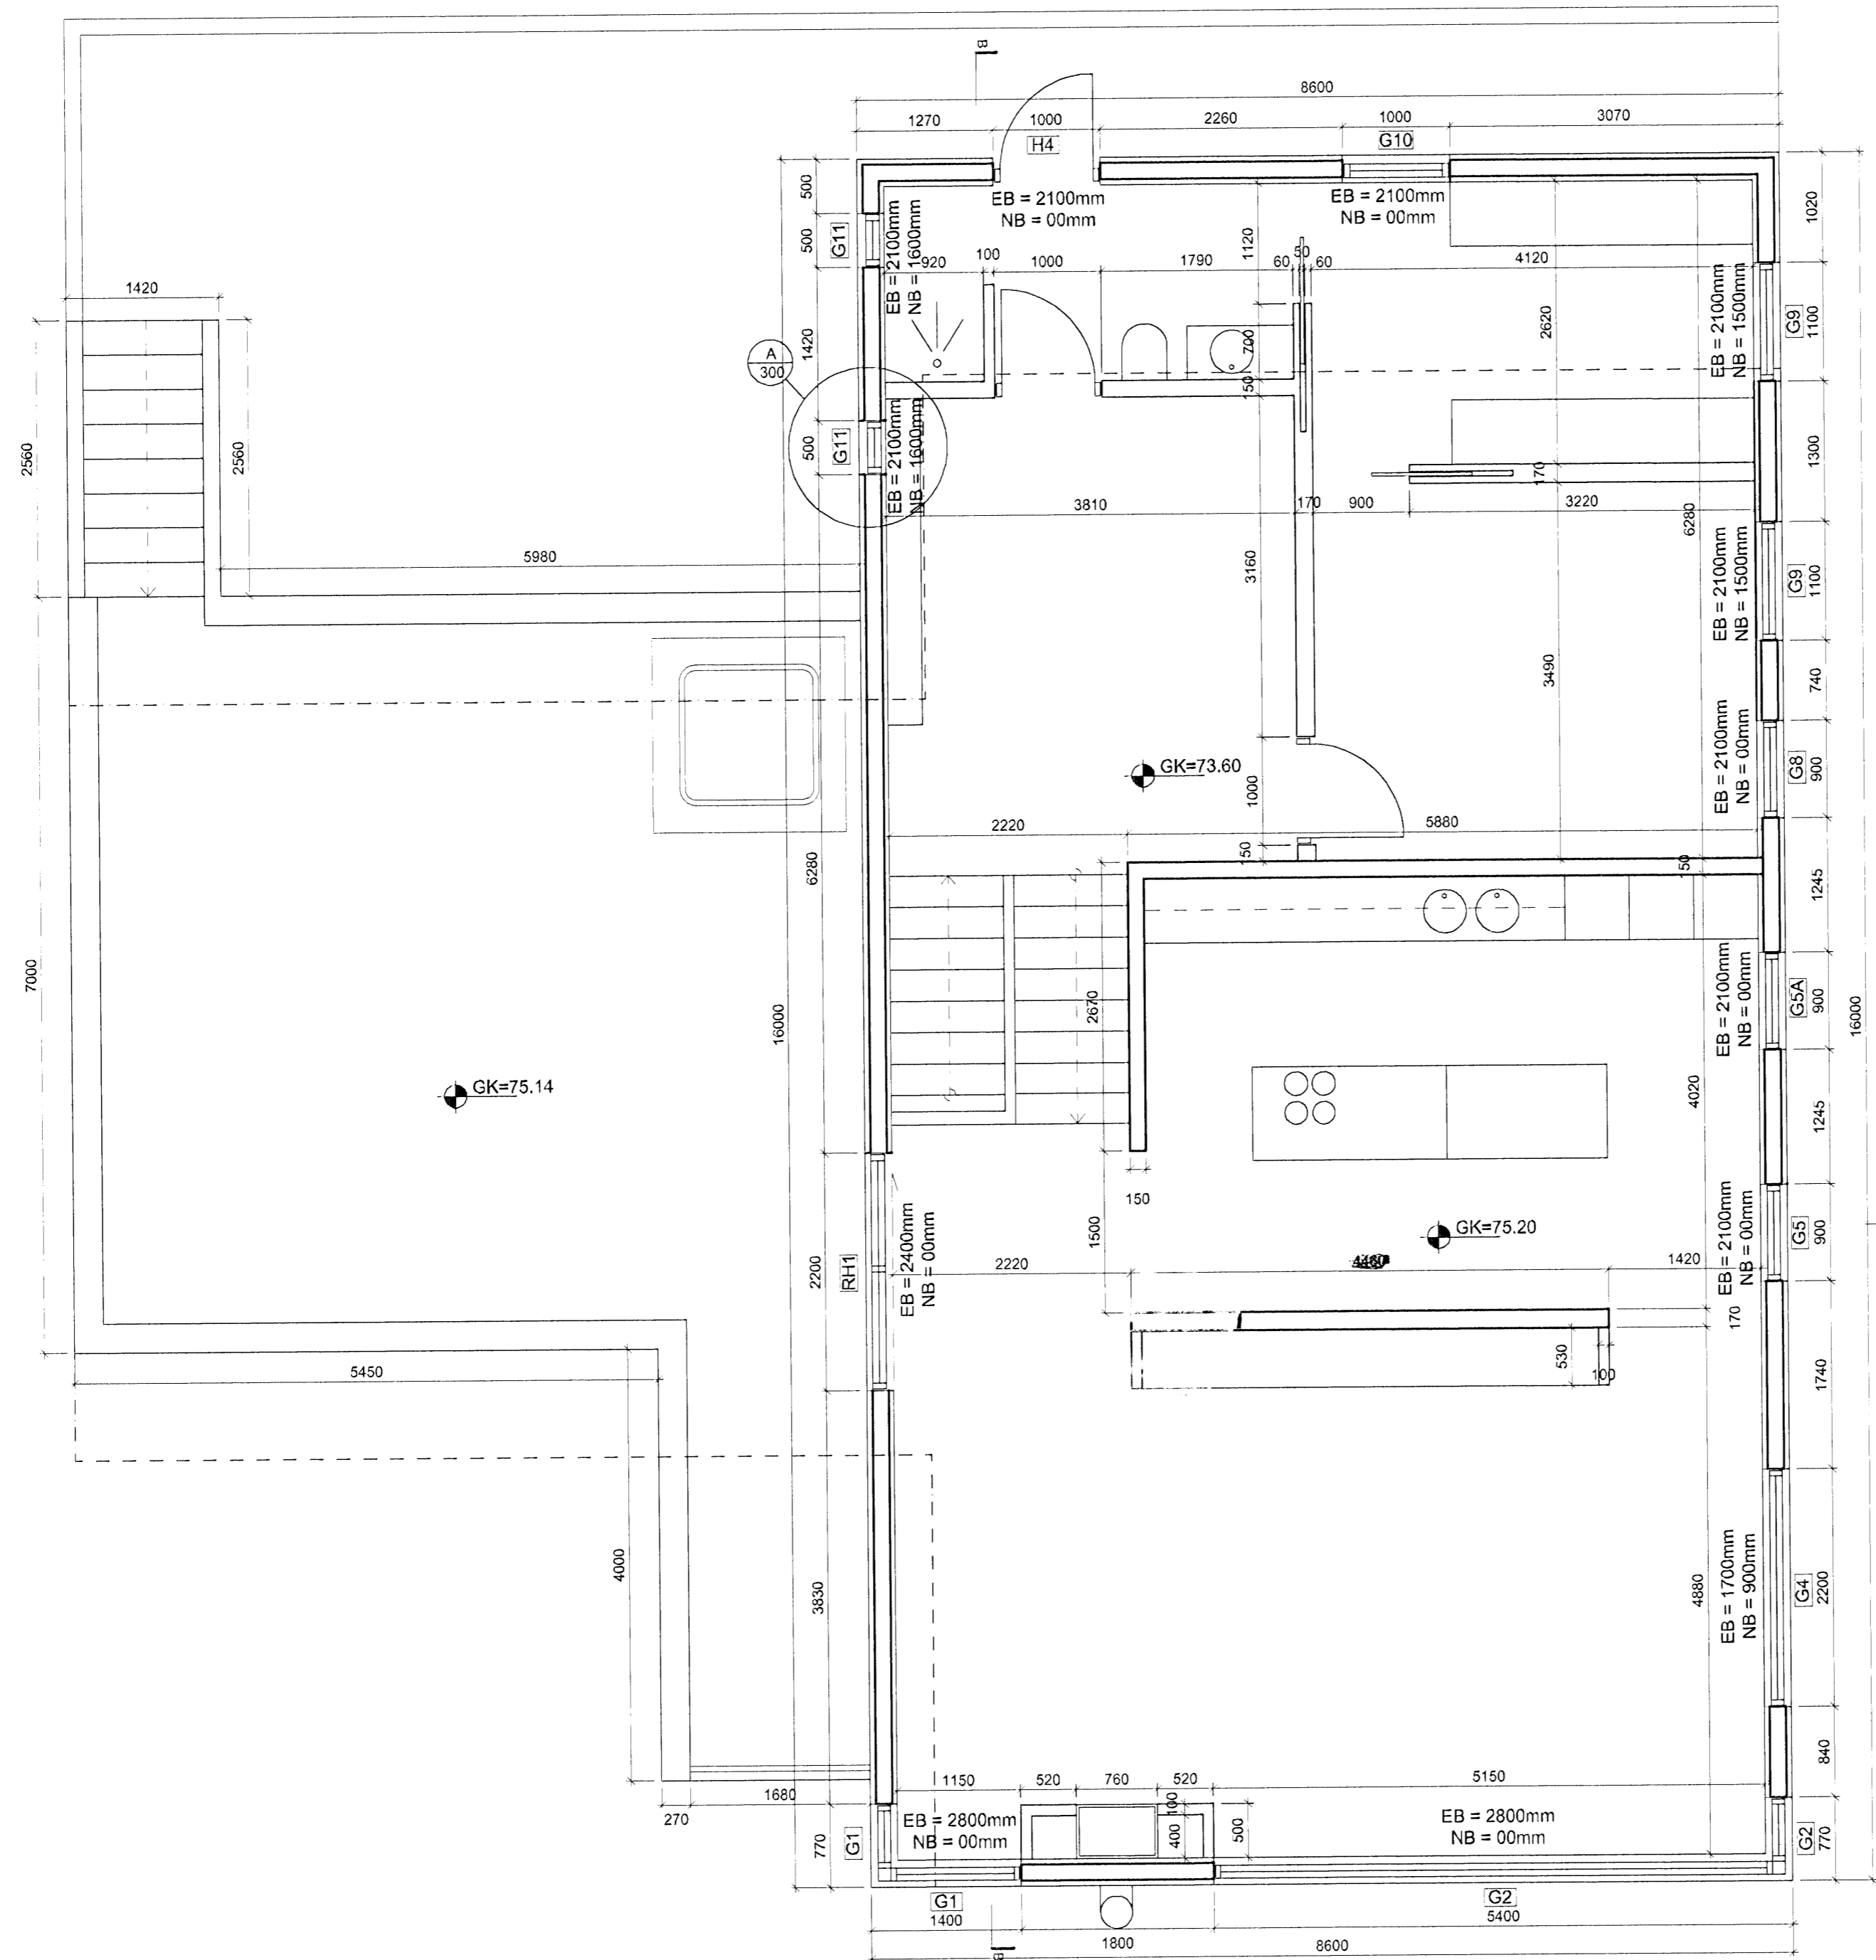 B
8600
1270 1000 2260 1000 3070
H4 G10
EB = 2100mm
NB = 00mm
EB = 2100mm
NB = 00mm
500
500
G11
EB = 2100mm
NB = 1600mm
1420
A
300
500
G11
EB = 2100mm
NB = 1600mm
920 100 1000 1790 60 50 60 4120
1120
700
150
2620
1020
EB = 2100mm
NB = 1500mm
G9
1100
1300
1420
2560
2560
5980
3810 170 900 3220
170
6280
3160
3490
EB = 2100mm
NB = 1500mm
G9
1100
740
EB = 2100mm
NB = 00mm
G8
900
GK=73.60
1000
2220 5880
150
150
1245
6280
16000
7000
2670
GK=75.14
EB = 2100mm
NB = 00mm
G5A
900
16000
4020
1245
150
1500
GK=75.20
EB = 2100mm
NB = 00mm
G5
900
2200
RH1
EB = 2400mm
NB = 00mm
2220 1420
170
530
100
1740
5450
4000
3830
4880
EB = 1700mm
NB = 900mm
G4
2200
840
1150 520 760 520 5150
270 1680
770
G1
EB = 2800mm
NB = 00mm
100
400
500
EB = 2800mm
NB = 00mm
G2
770
G1 G2
1400 5400
1800 8600
B